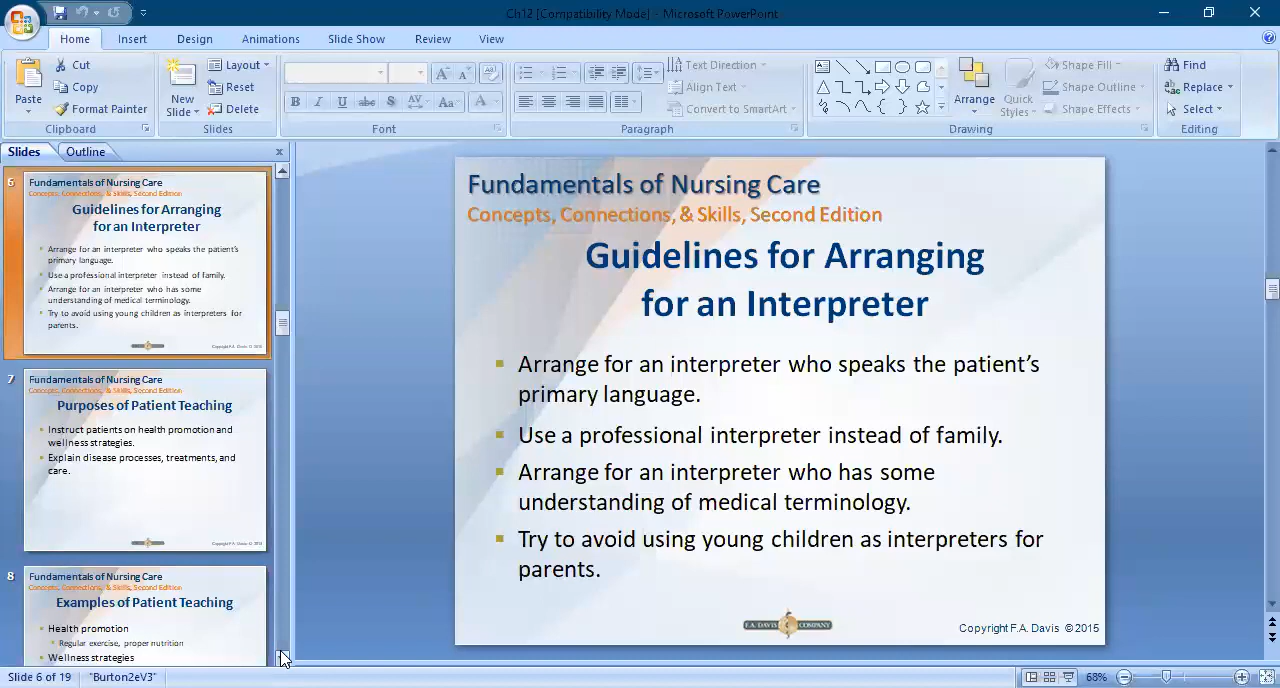 Ch12 [Compatibility Mode] - Microsoft PowerPoint
Home Insert Design Animations Slide Show Review View
Paste Cut Copy Format Painter
Clipboard
New Slide Layout Reset Delete
Slides
B I U abc S AV Aa A
Font
Text Direction
Align Text
Convert to SmartArt
Paragraph
Arrange Quick Styles
Shape Fill
Shape Outline
Shape Effects
Drawing
Find
Replace
Select
Editing
Slides Outline
6
Fundamentals of Nursing Care
Concepts, Connections, & Skills, Second Edition
Guidelines for Arranging
for an Interpreter
Arrange for an interpreter who speaks the patient's
primary language.
Use a professional interpreter instead of family.
Arrange for an interpreter who has some
understanding of medical terminology.
Try to avoid using young children as interpreters for
parents.
7
Fundamentals of Nursing Care
Concepts, Connections, & Skills, Second Edition
Purposes of Patient Teaching
Instruct patients on health promotion and
wellness strategies.
Explain disease processes, treatments, and
care.
8
Fundamentals of Nursing Care
Concepts, Connections, & Skills, Second Edition
Examples of Patient Teaching
Health promotion
Regular exercise, proper nutrition
Wellness strategies
Fundamentals of Nursing Care
Concepts, Connections, & Skills, Second Edition
Guidelines for Arranging
for an Interpreter
Arrange for an interpreter who speaks the patient’s
primary language.
Use a professional interpreter instead of family.
Arrange for an interpreter who has some
understanding of medical terminology.
Try to avoid using young children as interpreters for
parents.
F.A. DAVIS COMPANY
Copyright F.A. Davis © 2015
Slide 6 of 19 "Burton2eV3" 68%